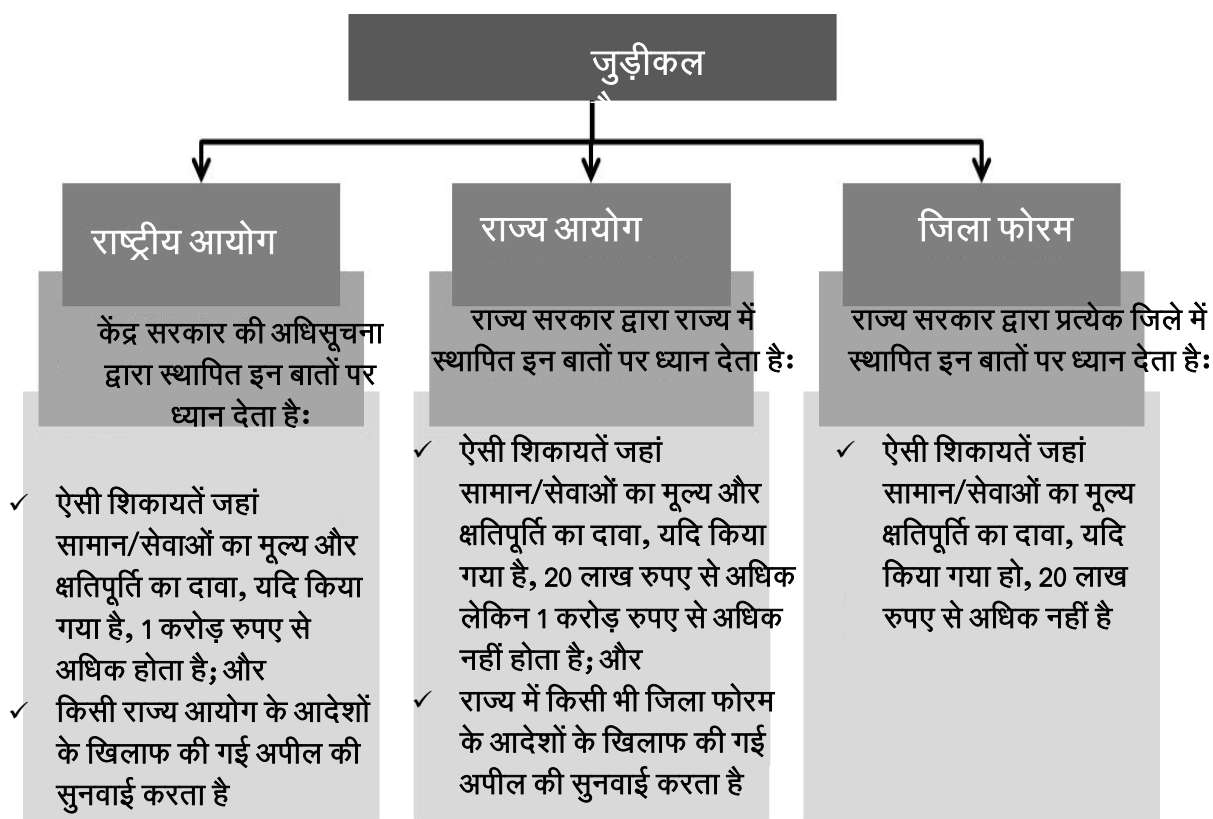 जुड़ीकल
राष्ट्रीय आयोग
केंद्र सरकार की अधिसूचना
द्वारा स्थापित इन बातों पर
ध्यान देता है:
✓ ऐसी शिकायतें जहां
सामान/सेवाओं का मूल्य और
क्षतिपूर्ति का दावा, यदि किया
गया है, 1 करोड़ रुपए से
अधिक होता है; और
✓ किसी राज्य आयोग के आदेशों
के खिलाफ की गई अपील की
सुनवाई करता है
राज्य आयोग
राज्य सरकार द्वारा राज्य में
स्थापित इन बातों पर ध्यान देता है:
✓ ऐसी शिकायतें जहां
सामान/सेवाओं का मूल्य और
क्षतिपूर्ति का दावा, यदि किया
गया है, 20 लाख रुपए से अधिक
लेकिन 1 करोड़ रुपए से अधिक
नहीं होता है; और
✓ राज्य में किसी भी जिला फोरम
के आदेशों के खिलाफ की गई
अपील की सुनवाई करता है
जिला फोरम
राज्य सरकार द्वारा प्रत्येक जिले में
स्थापित इन बातों पर ध्यान देता है:
✓ ऐसी शिकायतें जहां
सामान/सेवाओं का मूल्य
क्षतिपूर्ति का दावा, यदि
किया गया हो, 20 लाख
रुपए से अधिक नहीं है